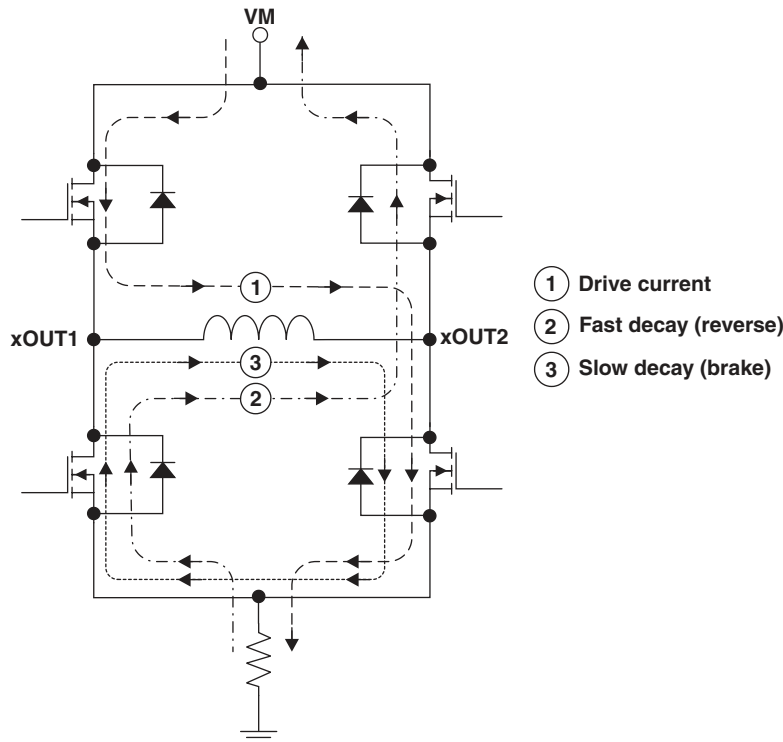 VM
1
xOUT1
xOUT2
3
2
1 Drive current
2 Fast decay (reverse)
3 Slow decay (brake)